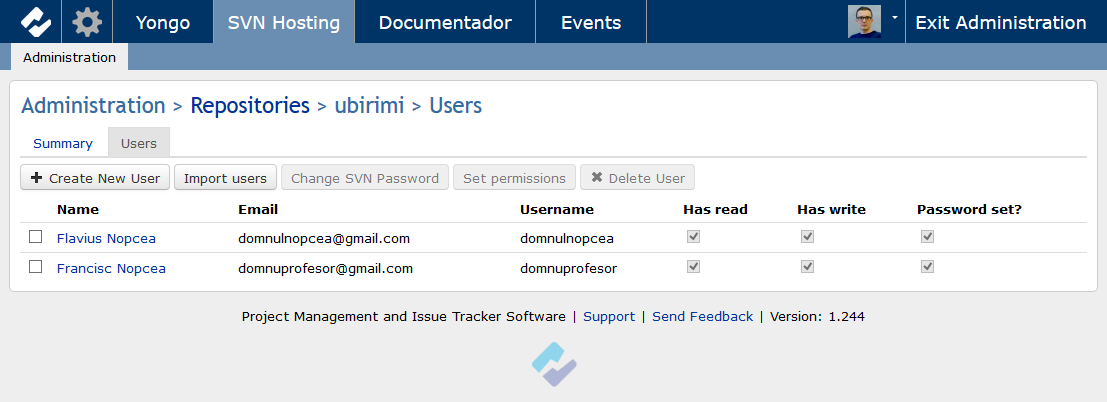 Yongo SVN Hosting Documentador Events Exit Administration
Administration
Administration > Repositories > ubirimi > Users
Summary Users
Create New User Import users Change SVN Password Set permissions Delete User
Name Email Username Has read Has write Password set?
Flavius Nopcea domnulnopcea@gmail.com domnulnopcea
Francisc Nopcea domnuprofesor@gmail.com domnuprofesor
Project Management and Issue Tracker Software | Support | Send Feedback | Version: 1.244